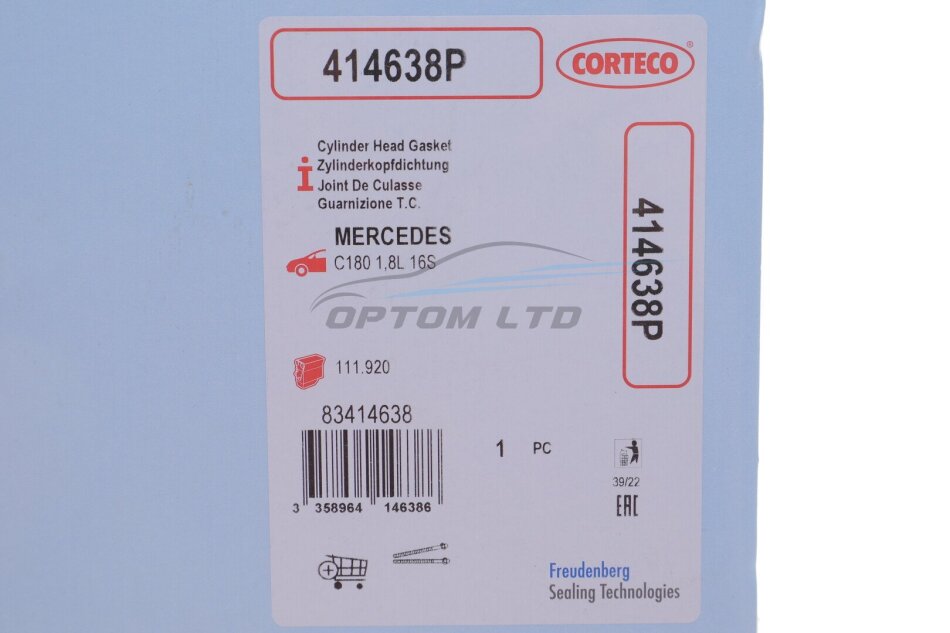 414638P
CORTECO®
Cylinder Head Gasket
Zylinderkopfdichtung
Joint De Culasse
Guarnizione T.C.
MERCEDES
C180 1,8L 16S
414638P
OPTOM LTD
111.920
83414638
1 PC
3 358964 146386
39/22
EAC
Freudenberg
Sealing Technologies